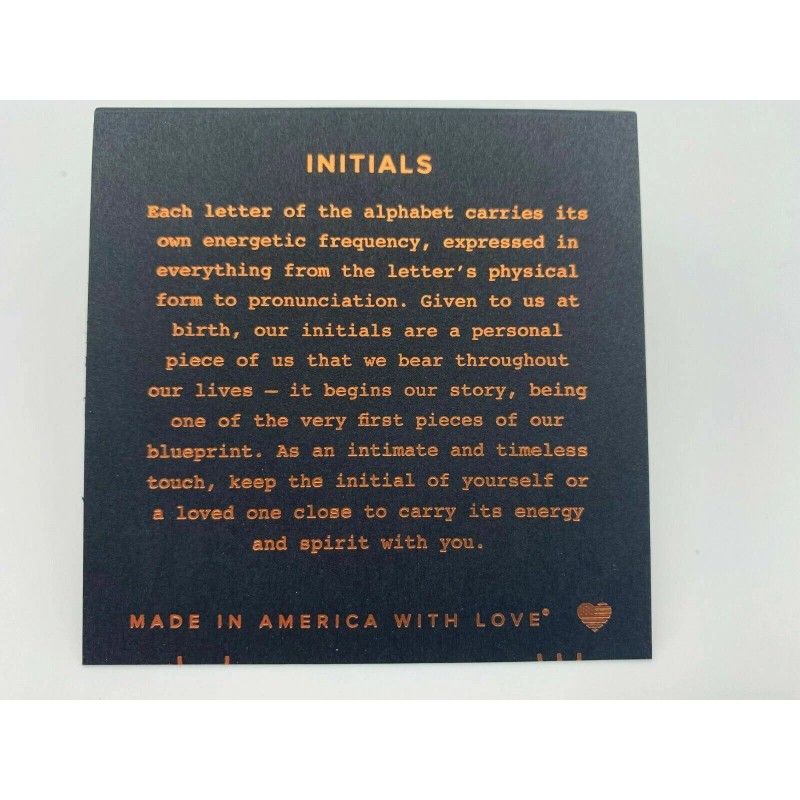 INITIALS
Each letter of the alphabet carries its
own energetic frequency, expressed in
everything from the letter's physical
form to pronunciation. Given to us at
birth, our initials are a personal
piece of us that we bear throughout
our lives — it begins our story, being
one of the very first pieces of our
blueprint. As an intimate and timeless
touch, keep the initial of yourself or
a loved one close to carry its energy
and spirit with you.
MADE IN AMERICA WITH LOVE®